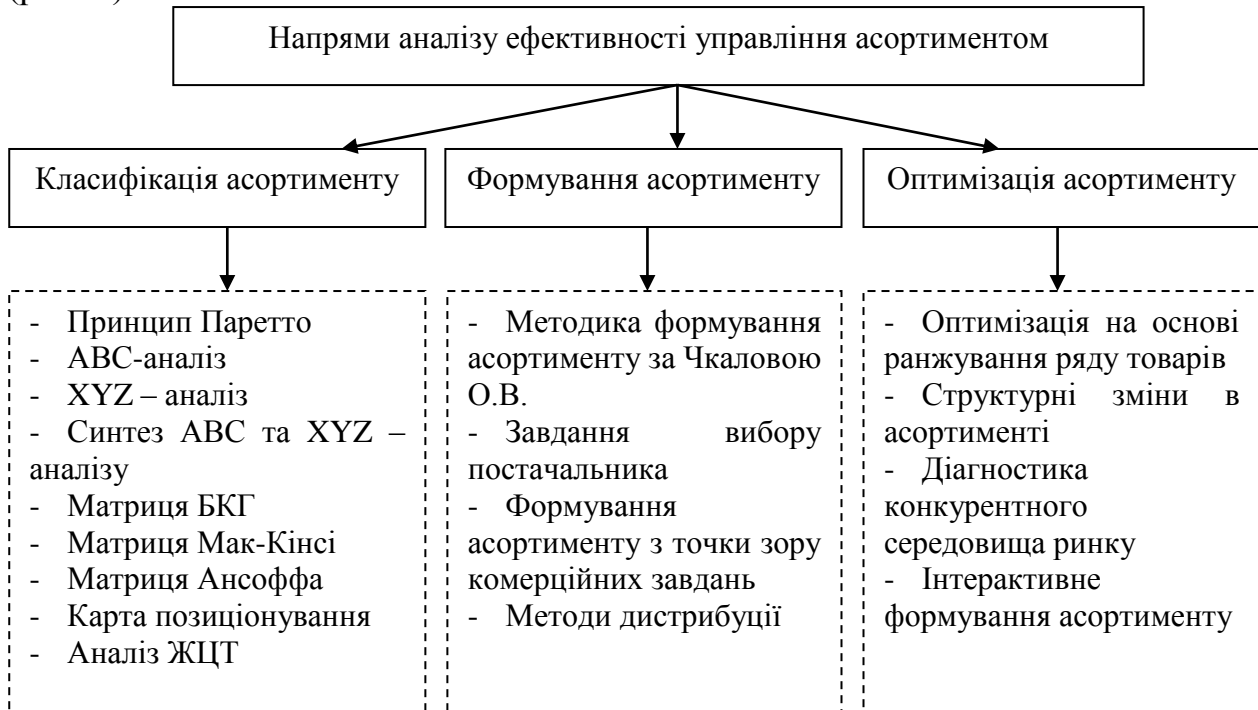 Напрями аналізу ефективності управління асортиментом
Класифікація асортименту
Формування асортименту
Оптимізація асортименту
- Принцип Паретто
- АВС-аналіз
- XYZ – аналіз
- Синтез АВС та XYZ –
аналізу
- Матриця БКГ
- Матриця Мак-Кінсі
- Матриця Ансоффа
- Карта позиціонування
- Аналіз ЖЦТ
- Методика формування
асортименту за Чкаловою
О.В.
- Завдання вибору
постачальника
- Формування
асортименту з точки зору
комерційних завдань
- Методи дистрибуції
- Оптимізація на основі
ранжування ряду товарів
- Структурні зміни в
асортименті
- Діагностика
конкурентного
середовища ринку
- Інтерактивне
формування асортименту